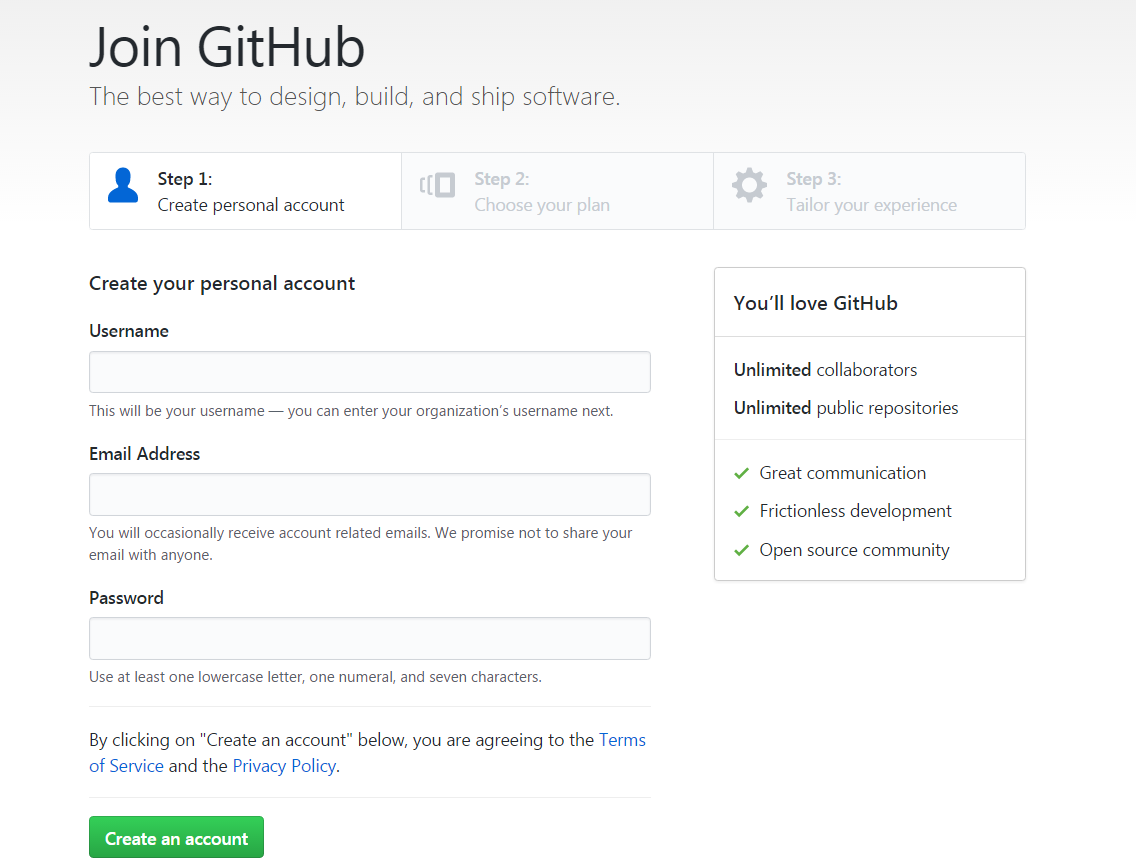 Join GitHub
The best way to design, build, and ship software.
Step 1:
Create personal account
Step 2:
Choose your plan
Step 3:
Tailor your experience
Create your personal account
Username
This will be your username — you can enter your organization’s username next.
Email Address
You will occasionally receive account related emails. We promise not to share your
email with anyone.
Password
Use at least one lowercase letter, one numeral, and seven characters.
By clicking on "Create an account" below, you are agreeing to the Terms
of Service and the Privacy Policy.
Create an account
You’ll love GitHub
Unlimited collaborators
Unlimited public repositories
Great communication
Frictionless development
Open source community